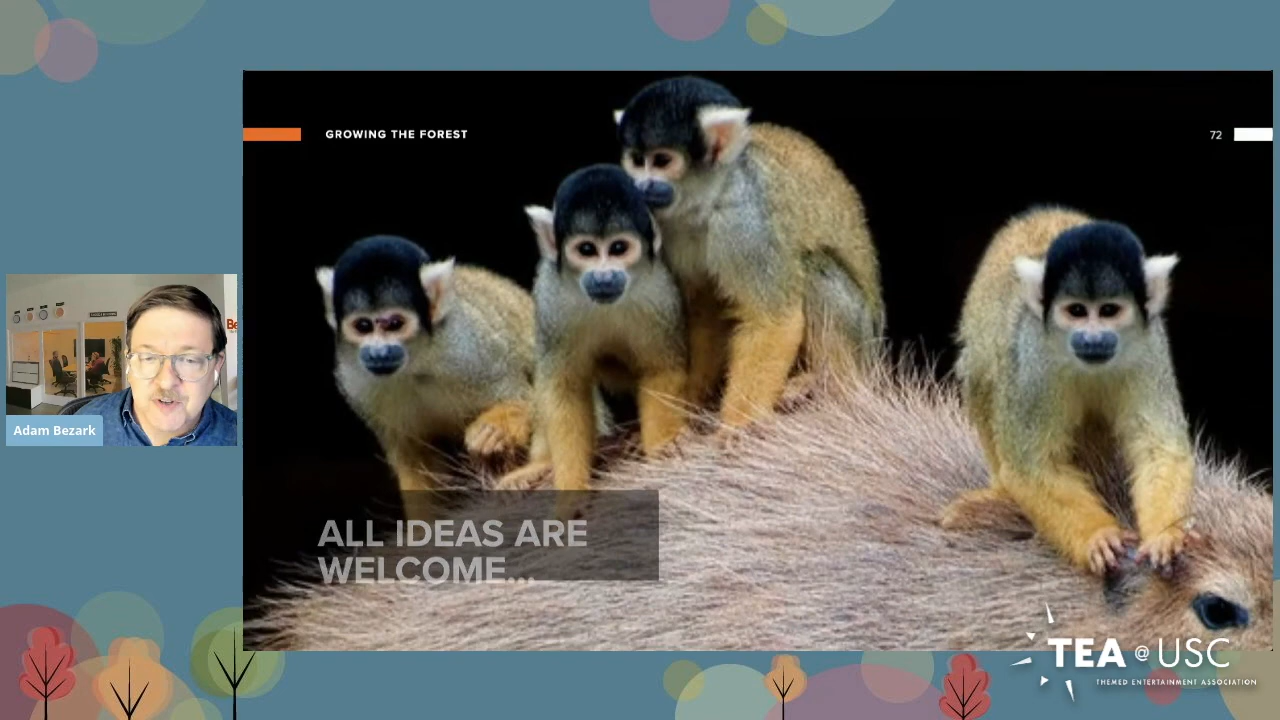 GROWING THE FOREST
72
Adam Bezark
ALL IDEAS ARE
WELCOME...
TEA @ USC
THEMED ENTERTAINMENT ASSOCIATION